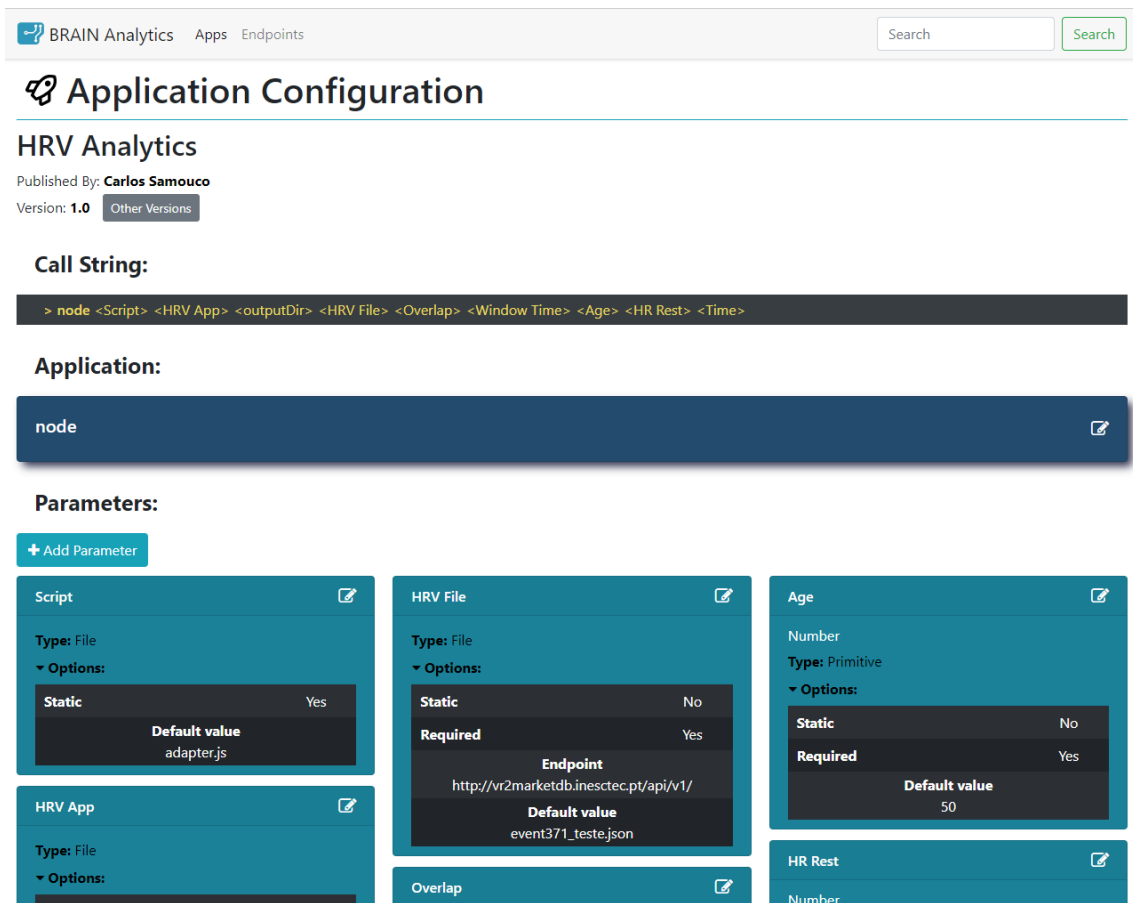 BRAIN Analytics Apps Endpoints Search Search
Application Configuration
HRV Analytics
Published By: Carlos Samouco
Version: 1.0 Other Versions
Call String:
> node <Script> <HRV App> <outputDir> <HRV File> <Overlap> <Window Time> <Age> <HR Rest> <Time>
Application:
node
Parameters:
+ Add Parameter
Script
Type: File
Options:
Static Yes
Default value
adapter.js
HRV App
Type: File
Options:
HRV File
Type: File
Options:
Static No
Required Yes
Endpoint
http://vr2marketdb.inesctec.pt/api/v1/
Default value
event371_teste.json
Overlap
Age
Number
Type: Primitive
Options:
Static No
Required Yes
Default value
50
HR Rest
Number